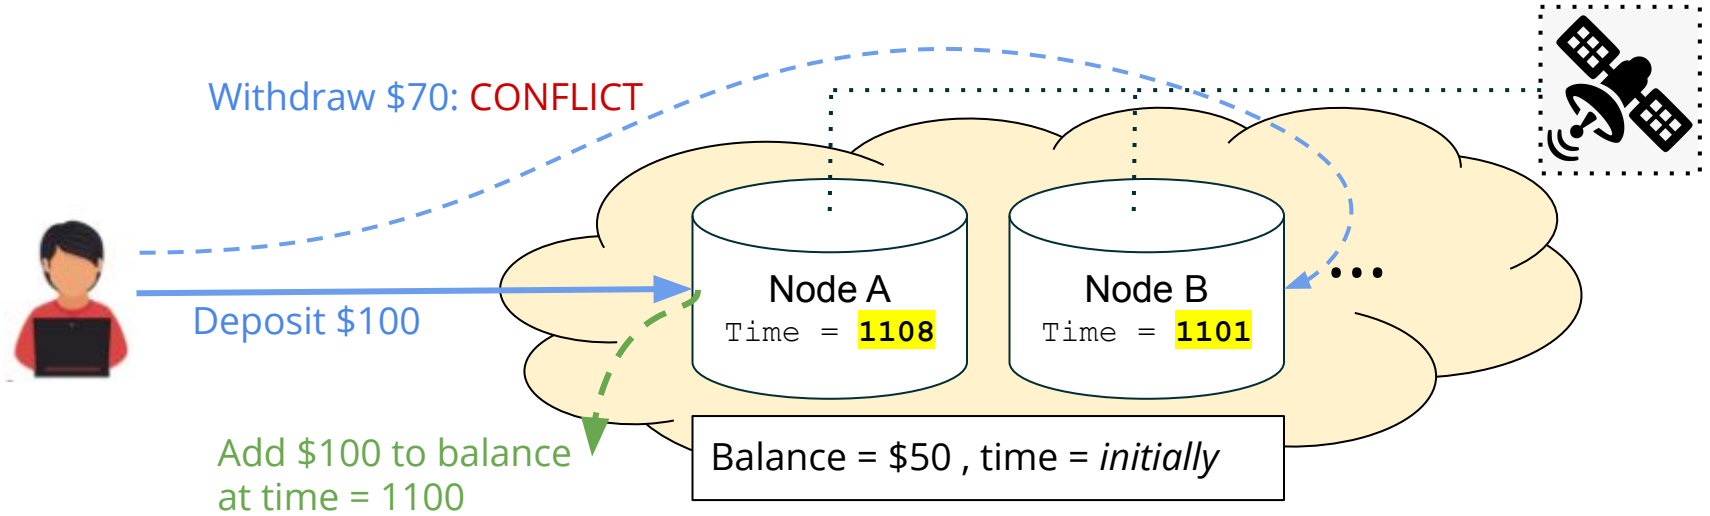 Withdraw $70: CONFLICT
Deposit $100
Node A
Time = 1108
Node B
Time = 1101
...
Add $100 to balance
at time = 1100
Balance = $50 , time = initially